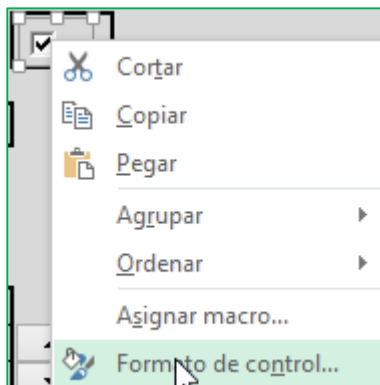 Cortar
Copiar
Pegar
Agrupar
Ordenar
Asignar macro...
Formato de control...